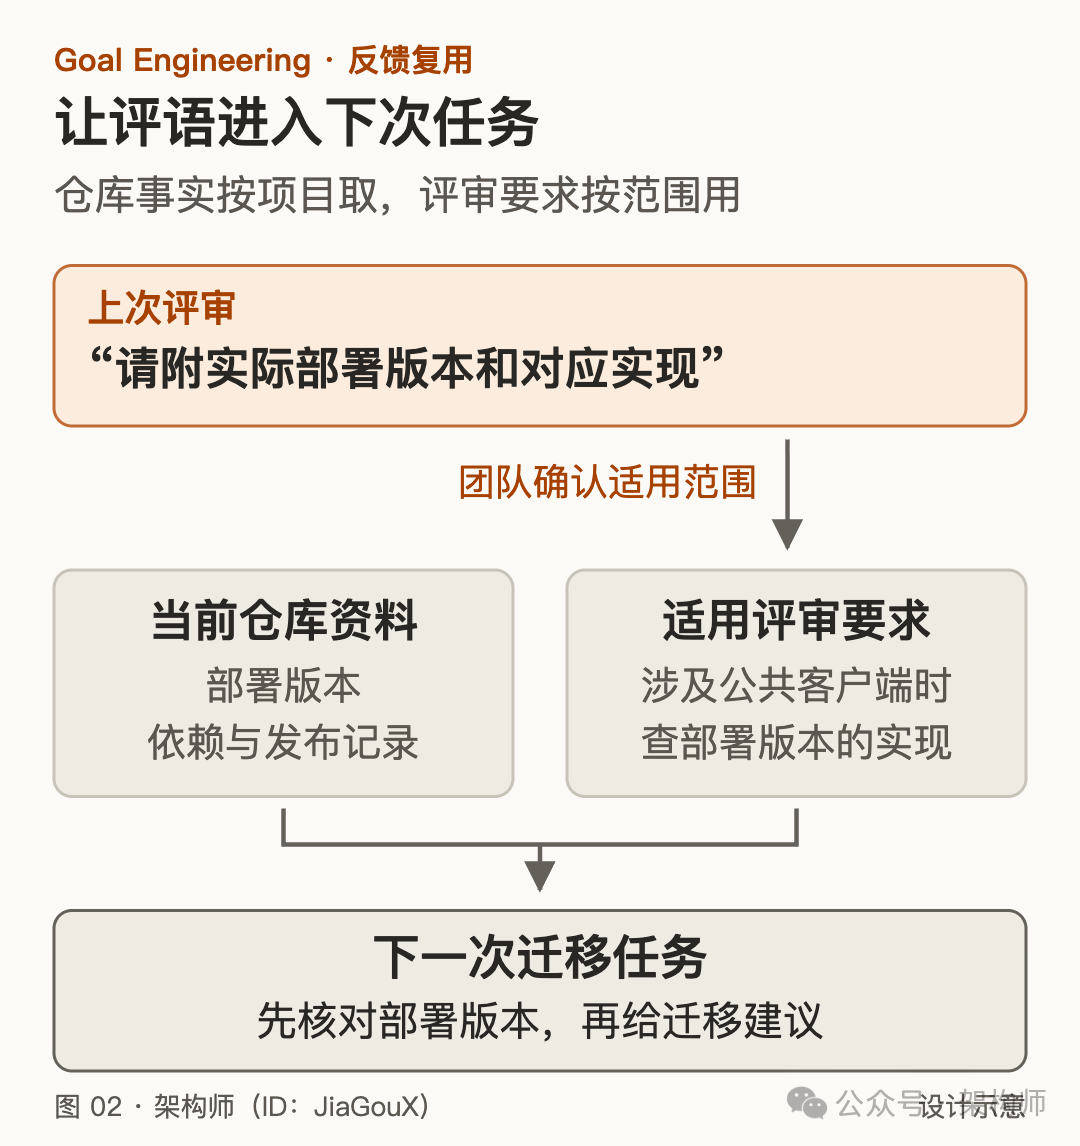 Goal Engineering · 反馈复用
让评语进入下次任务
仓库事实按项目取，评审要求按范围用
上次评审
“请附实际部署版本和对应实现”
团队确认适用范围
当前仓库资料
部署版本
依赖与发布记录
适用评审要求
涉及公共客户端时
查部署版本的实现
下一次迁移任务
先核对部署版本，再给迁移建议
图 02 · 架构师（ID：JiaGouX）
设计示意
公众号 · 架构师